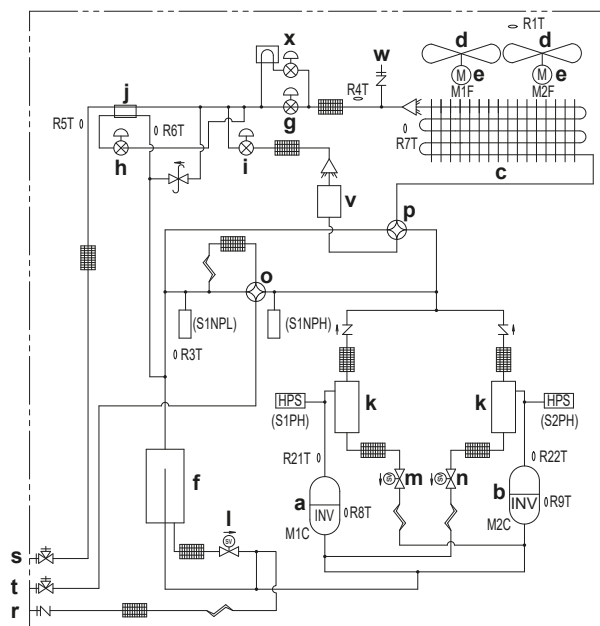 R1T
x
w
d
d
M
e
M
e
R4T
M1F
M2F
j
R5T
R6T
g
R7T
h
i
c
v
p
o
(S1NPL)
(S1NPH)
R3T
HPS
k
k
HPS
(S1PH)
(S2PH)
f
R21T
m
n
R22T
a
b
INV
R8T
INV
R9T
l
SV
M1C
M2C
s
t
r